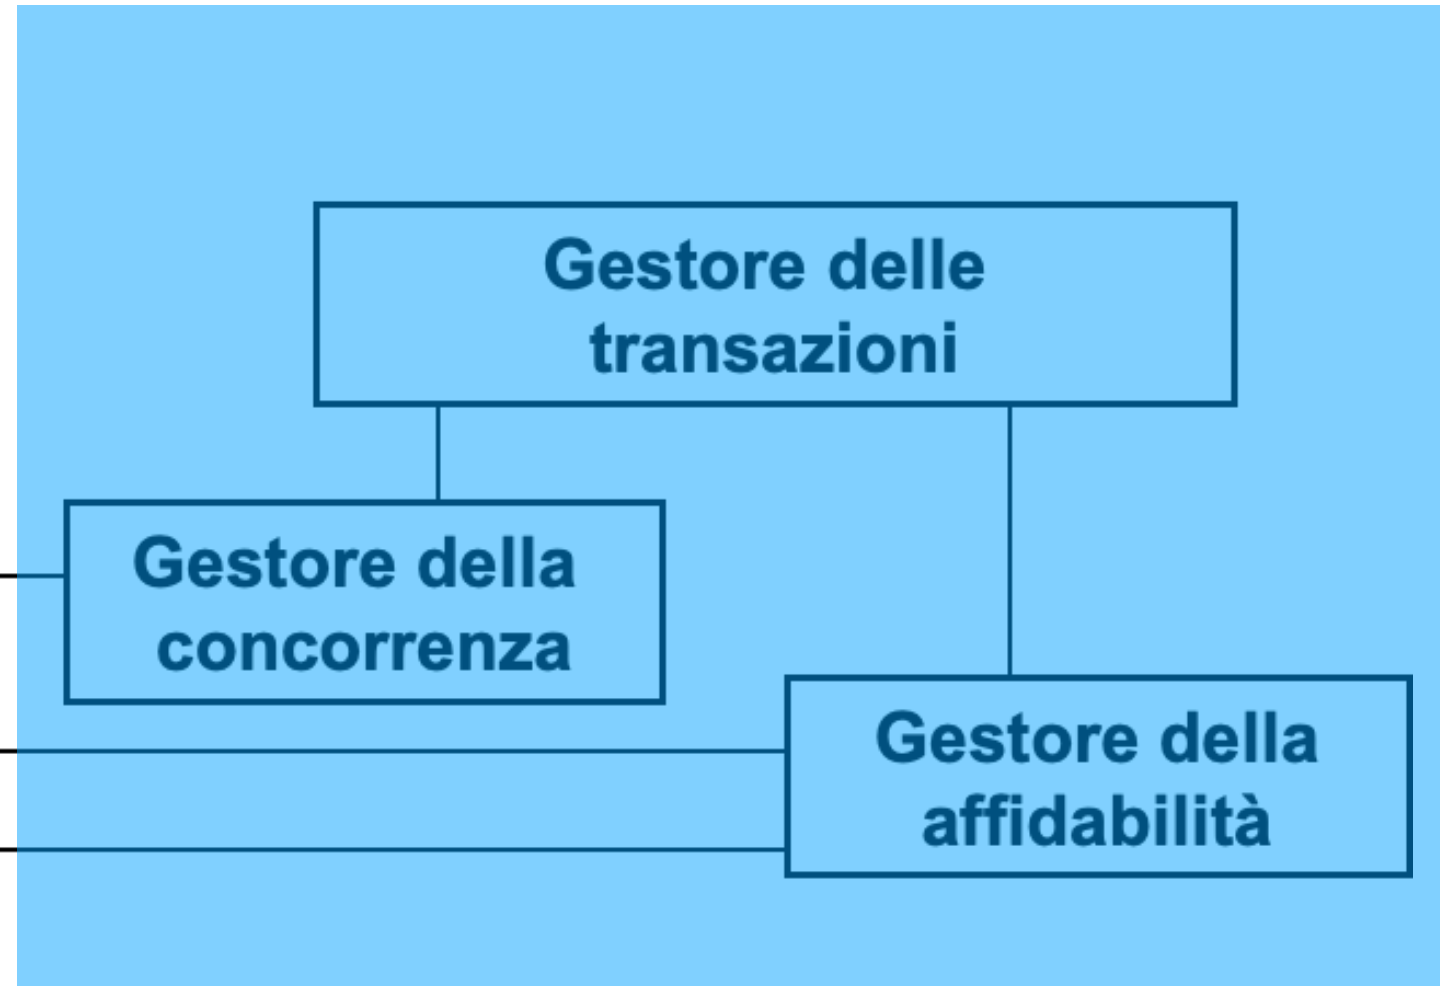 Gestore delle
transazioni
Gestore della
concorrenza
Gestore della
affidabilità